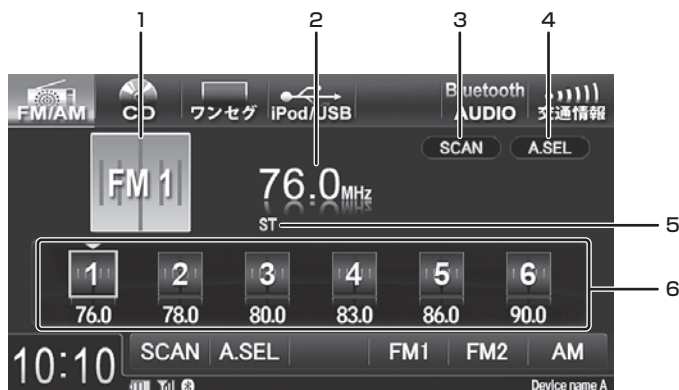 1 2 3 4
FM/AM CD ワンセグ iPod/USB Bluetooth AUDIO 交通情報
FM 1 76.0MHz SCAN A.SEL
ST 5
1 2 3 4 5 6 6
76.0 78.0 80.0 83.0 86.0 90.0
10:10 SCAN A.SEL FM1 FM2 AM
Device name A